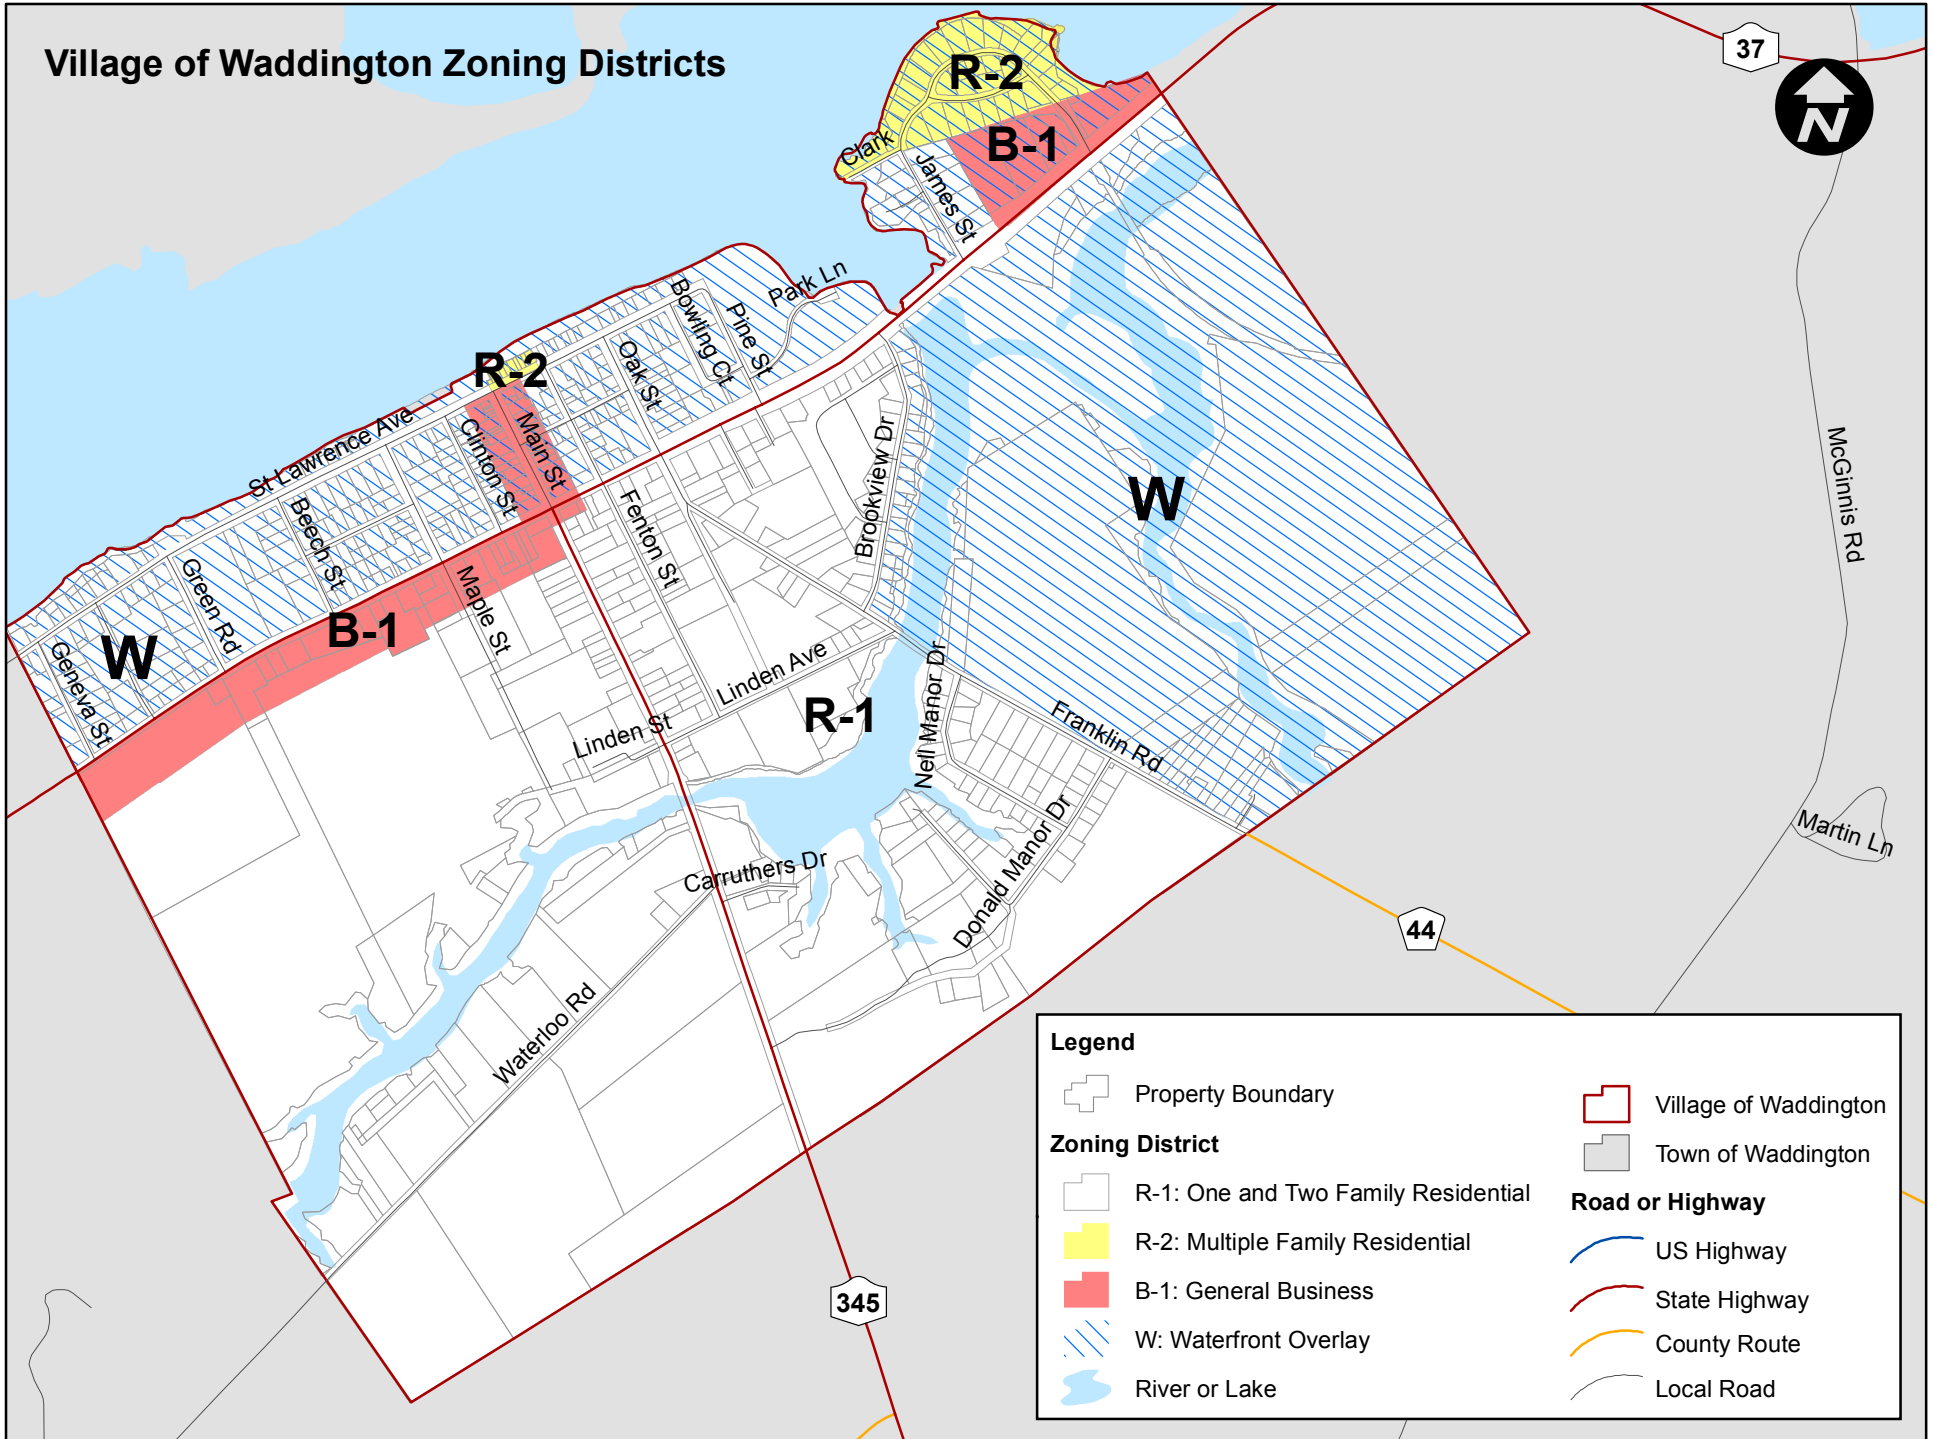 Village of Waddington Zoning Districts
37
N
R-2
B-1
Clark
James St
Park Ln
Bowling Ct
Pine St
Oak St
R-2
St Lawrence Ave
Clinton St
Main St
Beech St
Green Rd
Geneva St
W
B-1
Maple St
Fenton St
Brookview Dr
W
McGinnis Rd
Linden Ave
Linden St
R-1
Nell Manor Dr
Franklin Rd
Donald Manor Dr
Carruthers Dr
Waterloo Rd
Martin Ln
44
345
Legend
Property Boundary
Zoning District
R-1: One and Two Family Residential
R-2: Multiple Family Residential
B-1: General Business
W: Waterfront Overlay
River or Lake
Village of Waddington
Town of Waddington
Road or Highway
US Highway
State Highway
County Route
Local Road